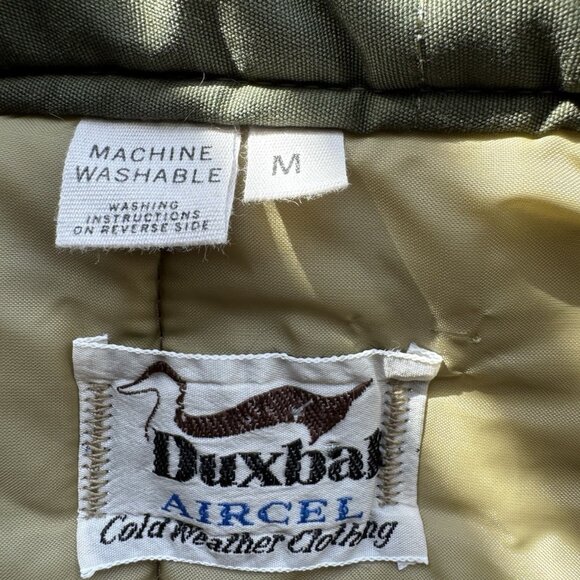 MACHINE
WASHABLE
WASHING
INSTRUCTIONS
ON REVERSE SIDE
M
Duxbak
AIRCEL
Cold Weather Clothing